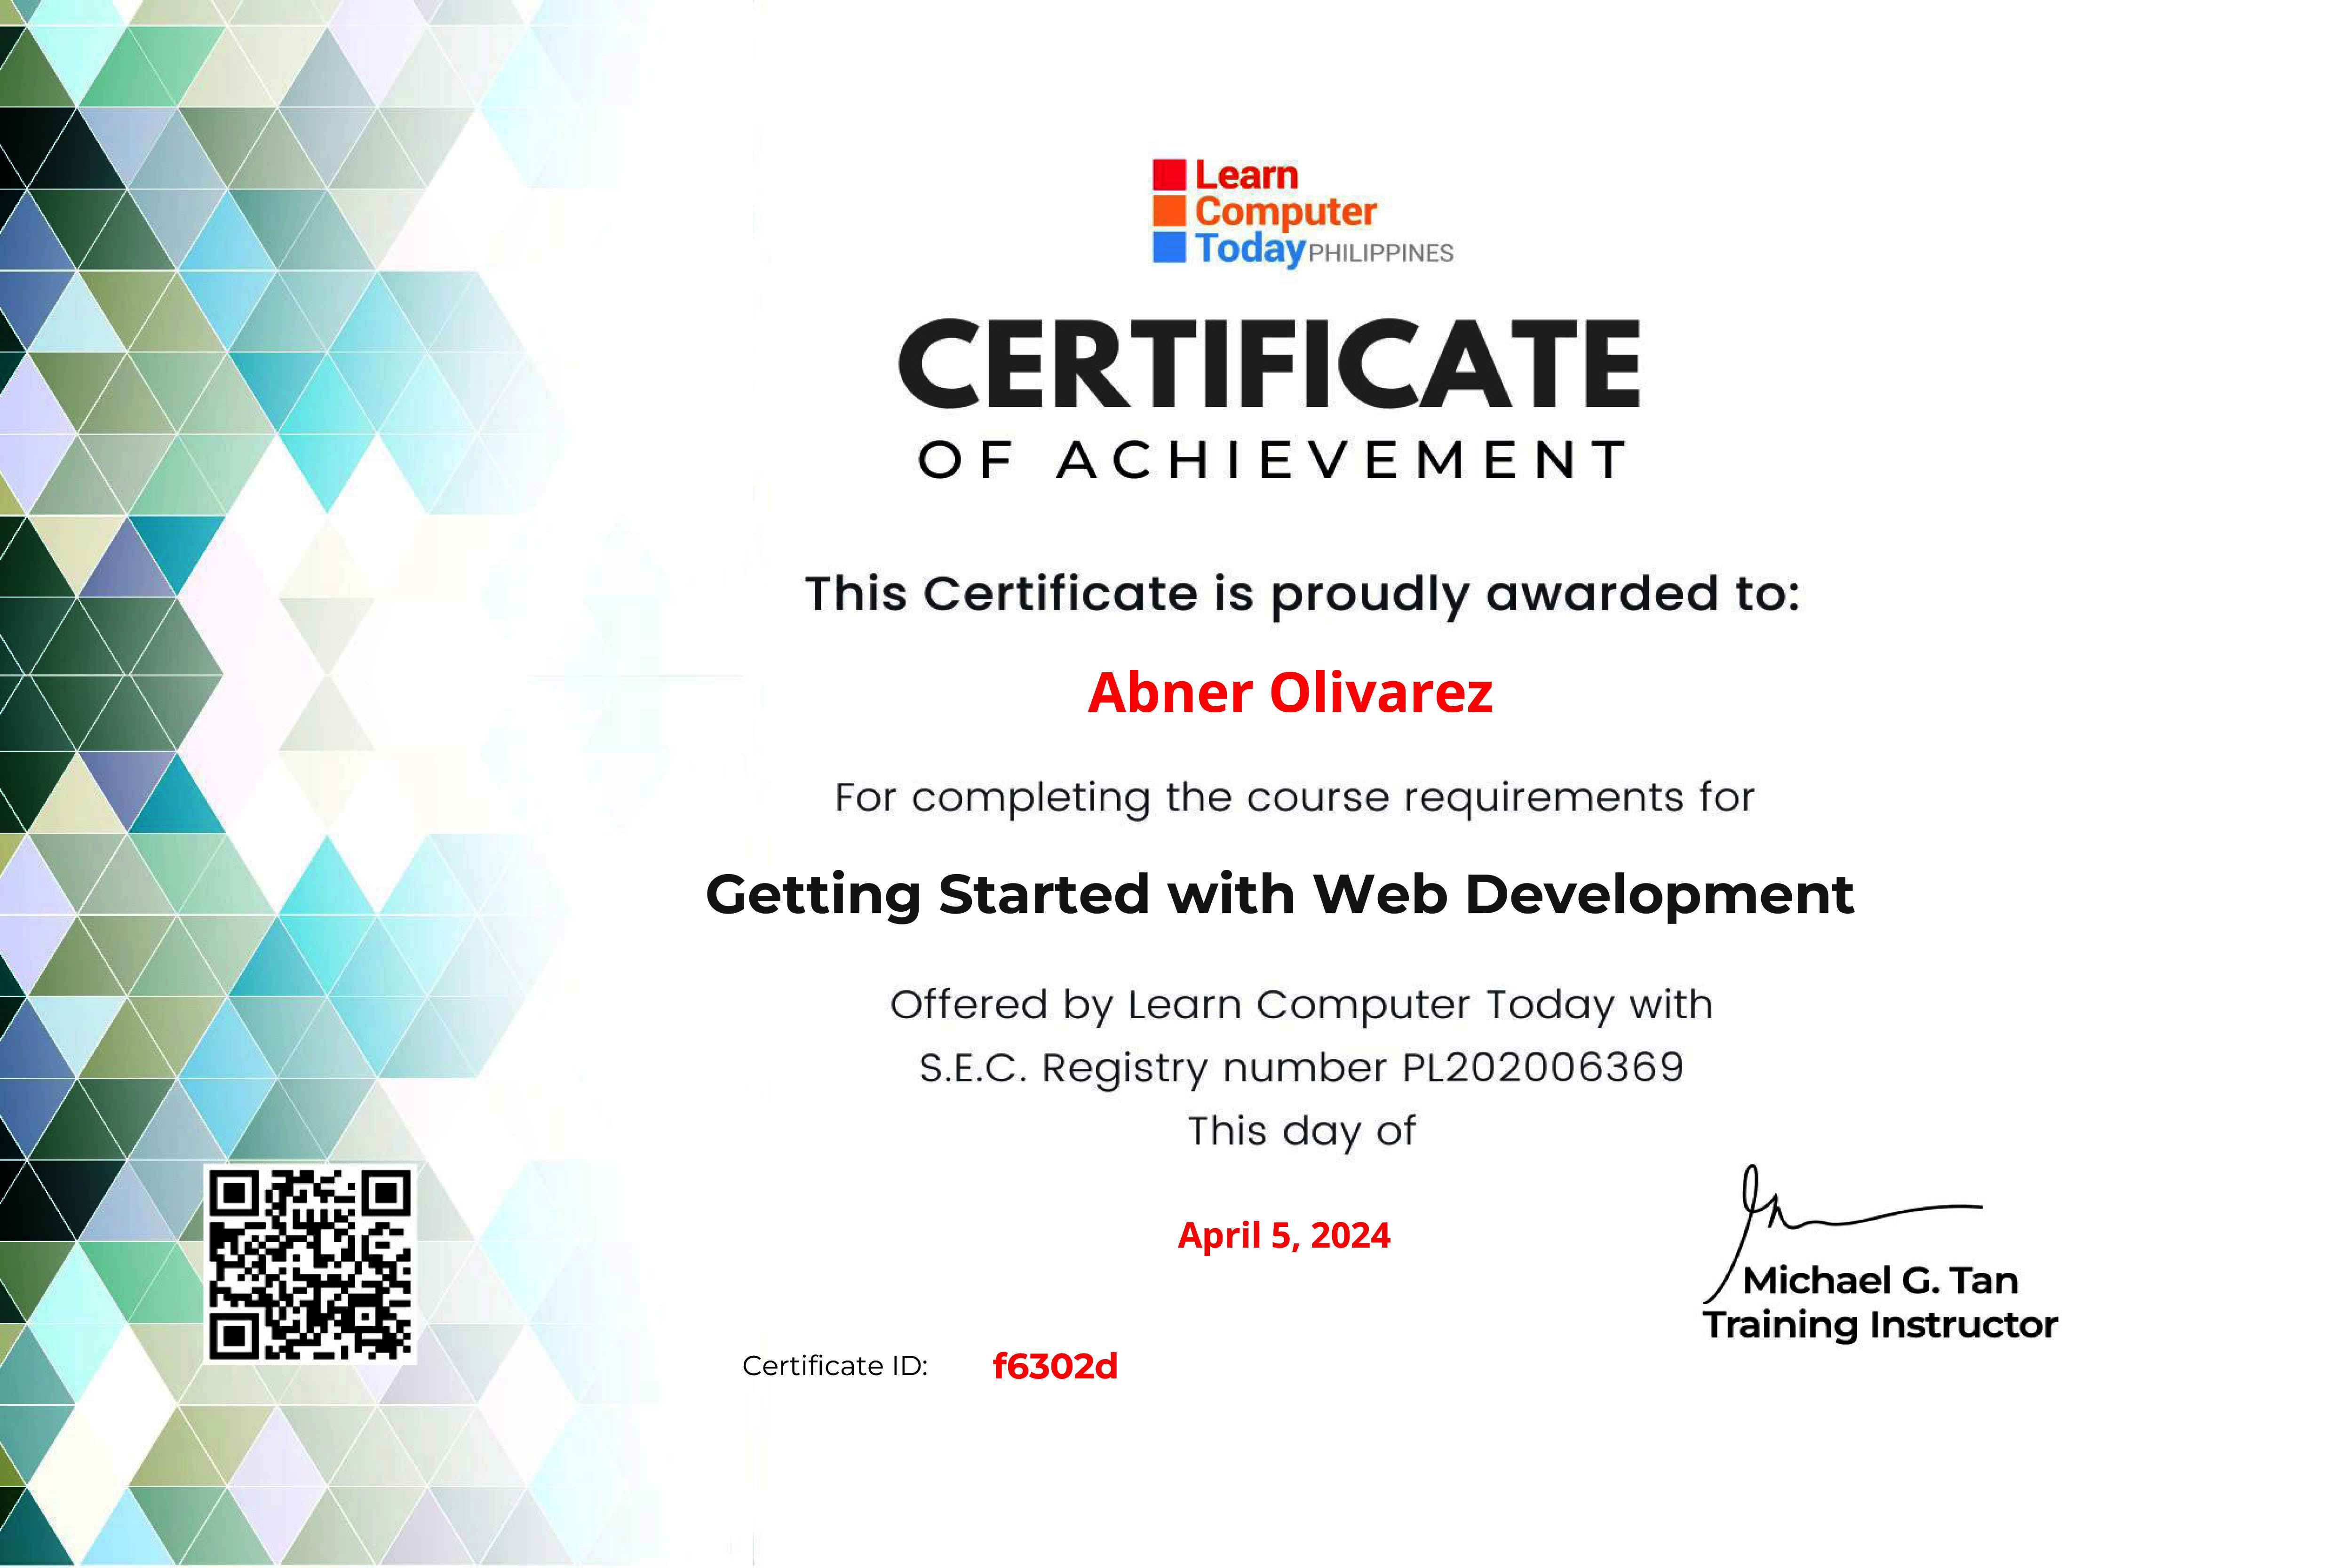 Learn
Computer
Today PHILIPPINES
CERTIFICATE
OF ACHIEVEMENT
This Certificate is proudly awarded to:
Abner Olivarez
For completing the course requirements for
Getting Started with Web Development
Offered by Learn Computer Today with
S.E.C. Registry number PL202006369
This day of
April 5, 2024
Michael G. Tan
Training Instructor
Certificate ID: f6302d